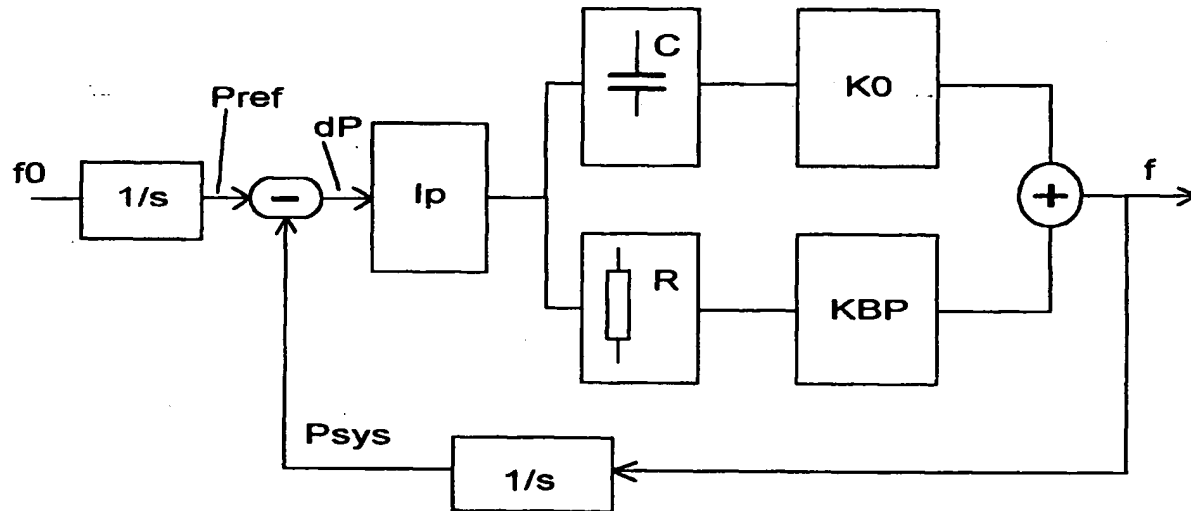 C
K0
Pref
dP
f0
1/s
-
Ip
+
f
R
KBP
Psys
1/s